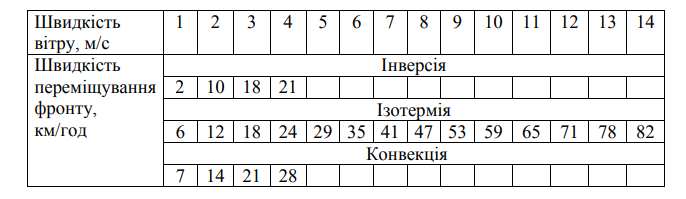 Швидкість вітру, м/с 1 2 3 4 5 6 7 8 9 10 11 12 13 14
Швидкість переміщування фронту, км/год
Інверсія
2 10 18 21
Ізотермія
6 12 18 24 29 35 41 47 53 59 65 71 78 82
Конвекція
7 14 21 28